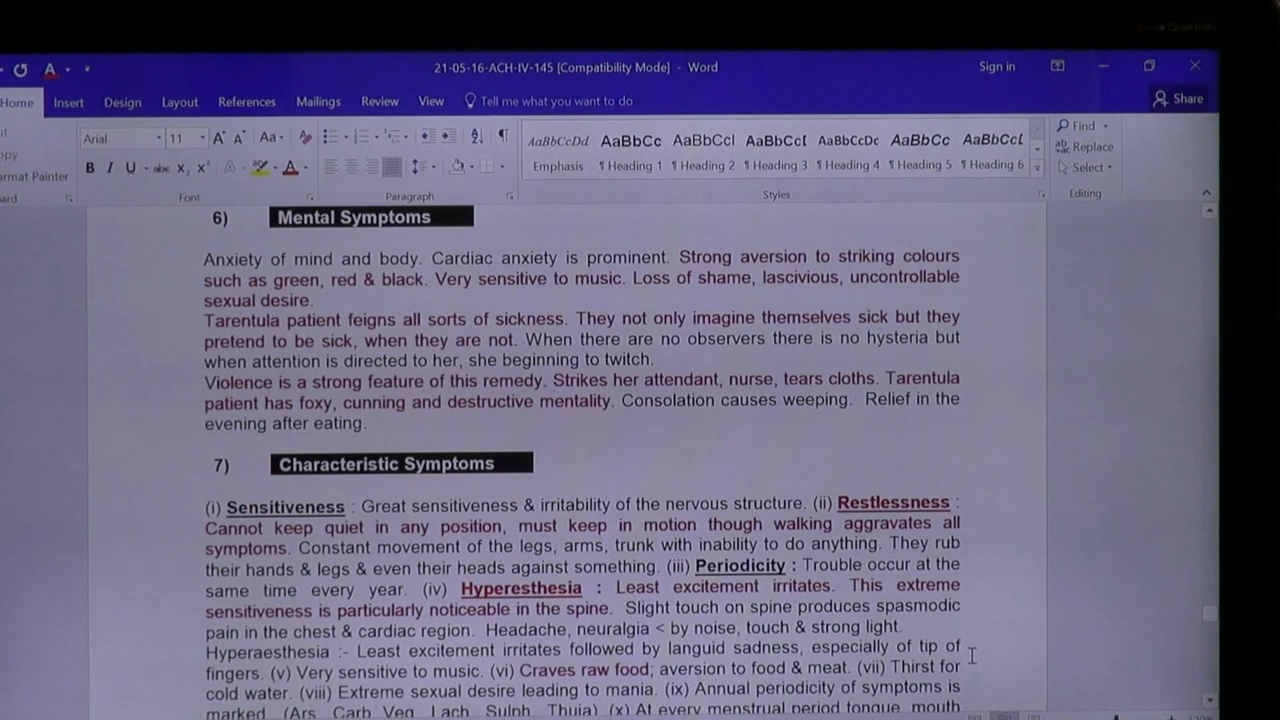 21-05-16-ACH-IV-145 [Compatibility Mode] - Word
Sign in
Home Insert Design Layout References Mailings Review View Tell me what you want to do
Share
Arial 11
AaBbCcDd AaBbCc AaBbCcI AaBbCcI AaBbCcDc AaBbCc AaBbCcL
Emphasis ¶ Heading 1 ¶ Heading 2 ¶ Heading 3 ¶ Heading 4 ¶ Heading 5 ¶ Heading 6
Find
Replace
Select
ormat Painter
Font Paragraph Styles Editing
6) Mental Symptoms
Anxiety of mind and body. Cardiac anxiety is prominent. Strong aversion to striking colours
such as green, red & black. Very sensitive to music. Loss of shame, lascivious, uncontrollable
sexual desire.
Tarentula patient feigns all sorts of sickness. They not only imagine themselves sick but they
pretend to be sick, when they are not. When there are no observers there is no hysteria but
when attention is directed to her, she beginning to twitch.
Violence is a strong feature of this remedy. Strikes her attendant, nurse, tears cloths. Tarentula
patient has foxy, cunning and destructive mentality. Consolation causes weeping. Relief in the
evening after eating.
7) Characteristic Symptoms
(i) Sensitiveness : Great sensitiveness & irritability of the nervous structure. (ii) Restlessness :
Cannot keep quiet in any position, must keep in motion though walking aggravates all
symptoms. Constant movement of the legs, arms, trunk with inability to do anything. They rub
their hands & legs & even their heads against something. (iii) Periodicity : Trouble occur at the
same time every year. (iv) Hyperesthesia : Least excitement irritates. This extreme
sensitiveness is particularly noticeable in the spine. Slight touch on spine produces spasmodic
pain in the chest & cardiac region. Headache, neuralgia < by noise, touch & strong light.
Hyperaesthesia :- Least excitement irritates followed by languid sadness, especially of tip of
fingers. (v) Very sensitive to music. (vi) Craves raw food; aversion to food & meat. (vii) Thirst for
cold water. (viii) Extreme sexual desire leading to mania. (ix) Annual periodicity of symptoms is
marked (Ars. Carb Veg Lach Sulph Thuja) (x) At every menstrual period tongue mouth